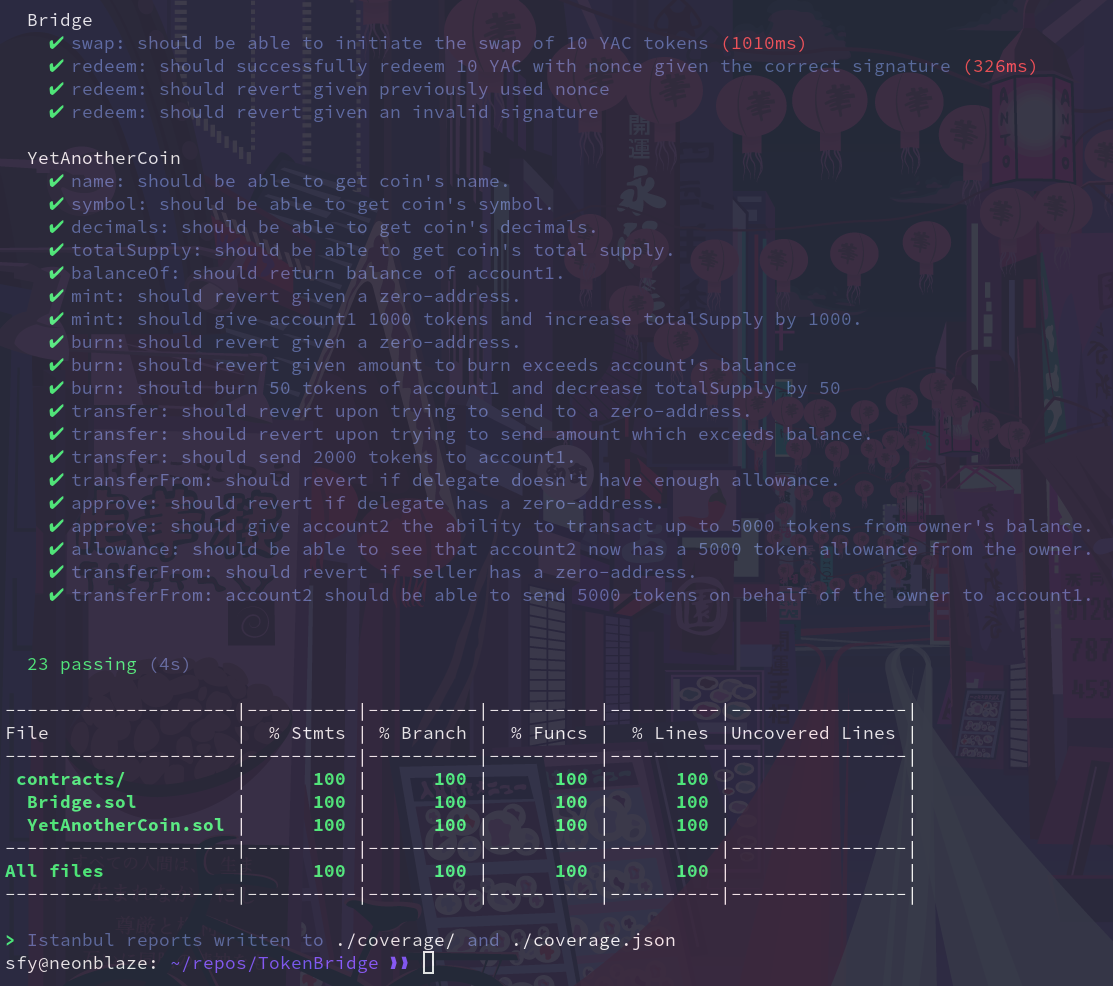 Bridge
✔ swap: should be able to initiate the swap of 10 YAC tokens (1010ms)
✔ redeem: should successfully redeem 10 YAC with nonce given the correct signature (326ms)
✔ redeem: should revert given previously used nonce
✔ redeem: should revert given an invalid signature
YetAnotherCoin
✔ name: should be able to get coin's name.
✔ symbol: should be able to get coin's symbol.
✔ decimals: should be able to get coin's decimals.
✔ totalSupply: should be able to get coin's total supply.
✔ balanceOf: should return balance of account1.
✔ mint: should revert given a zero-address.
✔ mint: should give account1 1000 tokens and increase totalSupply by 1000.
✔ burn: should revert given a zero-address.
✔ burn: should revert given amount to burn exceeds account's balance
✔ burn: should burn 50 tokens of account1 and decrease totalSupply by 50
✔ transfer: should revert upon trying to send to a zero-address.
✔ transfer: should revert upon trying to send amount which exceeds balance.
✔ transfer: should send 2000 tokens to account1.
✔ transferFrom: should revert if delegate doesn't have enough allowance.
✔ approve: should revert if delegate has a zero-address.
✔ approve: should give account2 the ability to transact up to 5000 tokens from owner's balance.
✔ allowance: should be able to see that account2 now has a 5000 token allowance from the owner.
✔ transferFrom: should revert if seller has a zero-address.
✔ transferFrom: account2 should be able to send 5000 tokens on behalf of the owner to account1.
23 passing (4s)
---------------------|----------|----------|----------|----------|----------------|
File | % Stmts | % Branch | % Funcs | % Lines |Uncovered Lines |
---------------------|----------|----------|----------|----------|----------------|
contracts/ | 100 | 100 | 100 | 100 | |
Bridge.sol | 100 | 100 | 100 | 100 | |
YetAnotherCoin.sol | 100 | 100 | 100 | 100 | |
---------------------|----------|----------|----------|----------|----------------|
All files | 100 | 100 | 100 | 100 | |
---------------------|----------|----------|----------|----------|----------------|
> Istanbul reports written to ./coverage/ and ./coverage.json
sfy@neonblaze: ~/repos/TokenBridge ⟫
開運